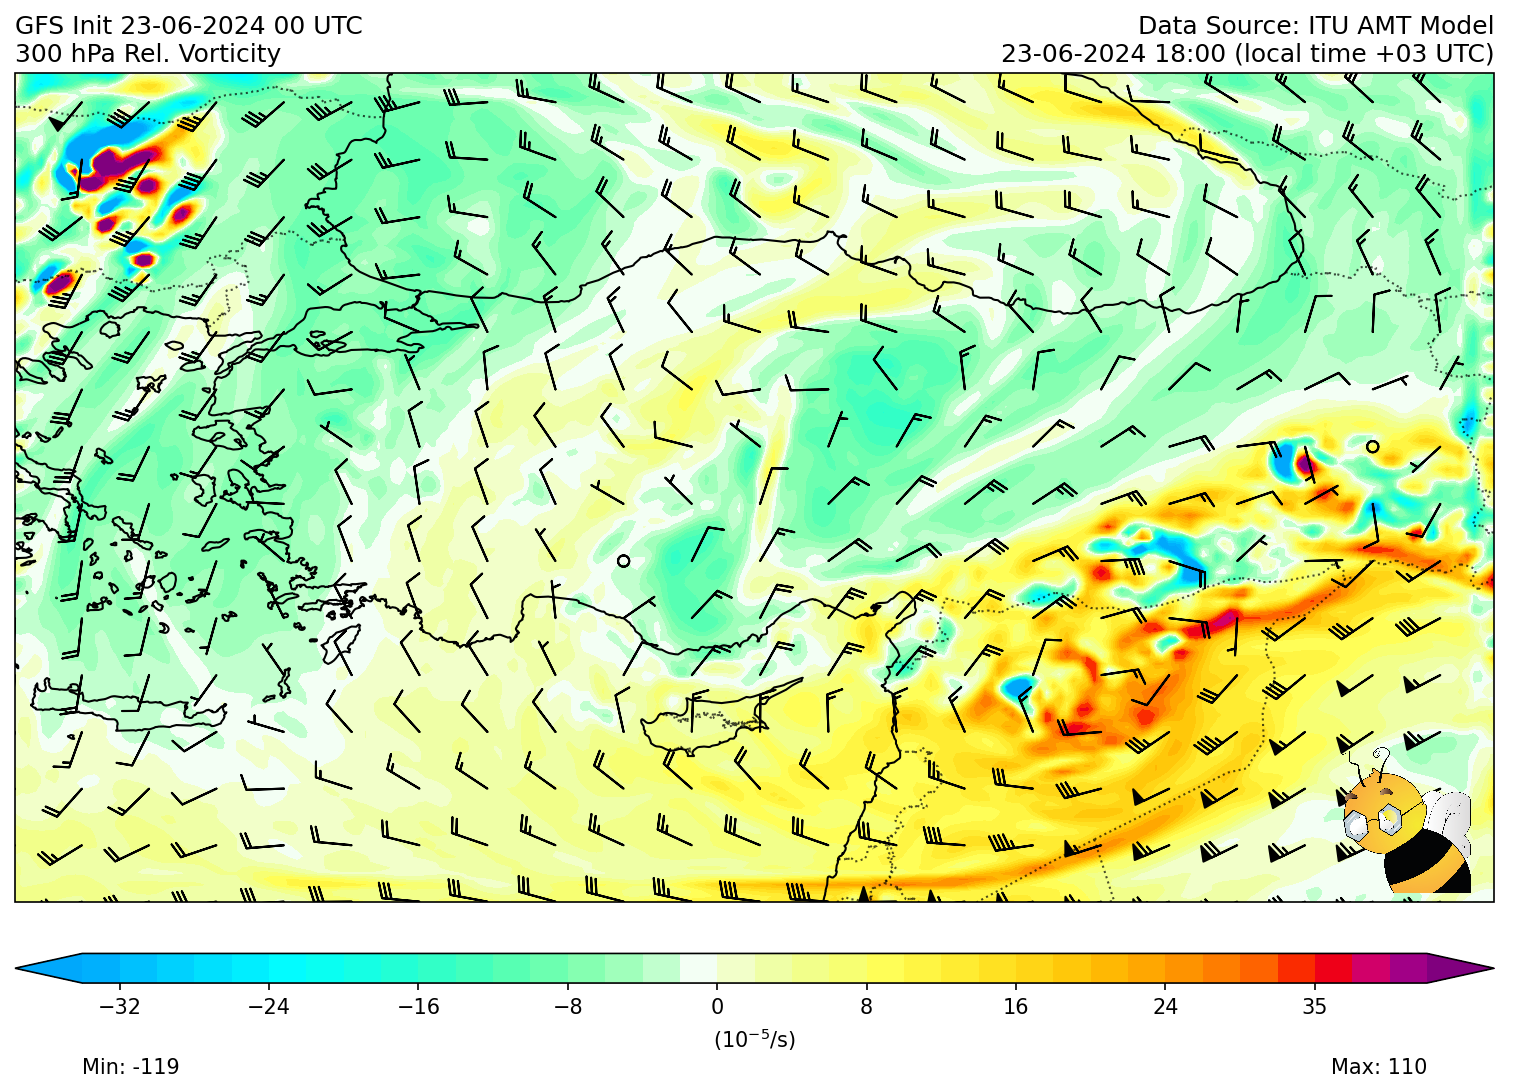 GFS Init 23-06-2024 00 UTC
300 hPa Rel. Vorticity
Data Source: ITU AMT Model
23-06-2024 18:00 (local time +03 UTC)
−32 −24 −16 −8 0 8 16 24 35
(10⁻⁵/s)
Min: -119
Max: 110